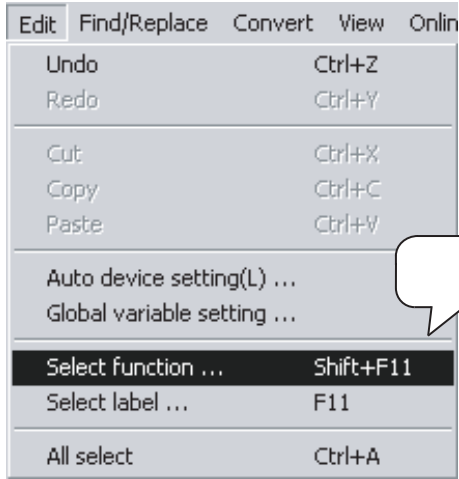 Edit Find/Replace Convert View Onlin
Undo Ctrl+Z
Redo Ctrl+Y
Cut Ctrl+X
Copy Ctrl+C
Paste Ctrl+V
Auto device setting(L) ...
Global variable setting ...
Select function ... Shift+F11
Select label ... F11
All select Ctrl+A